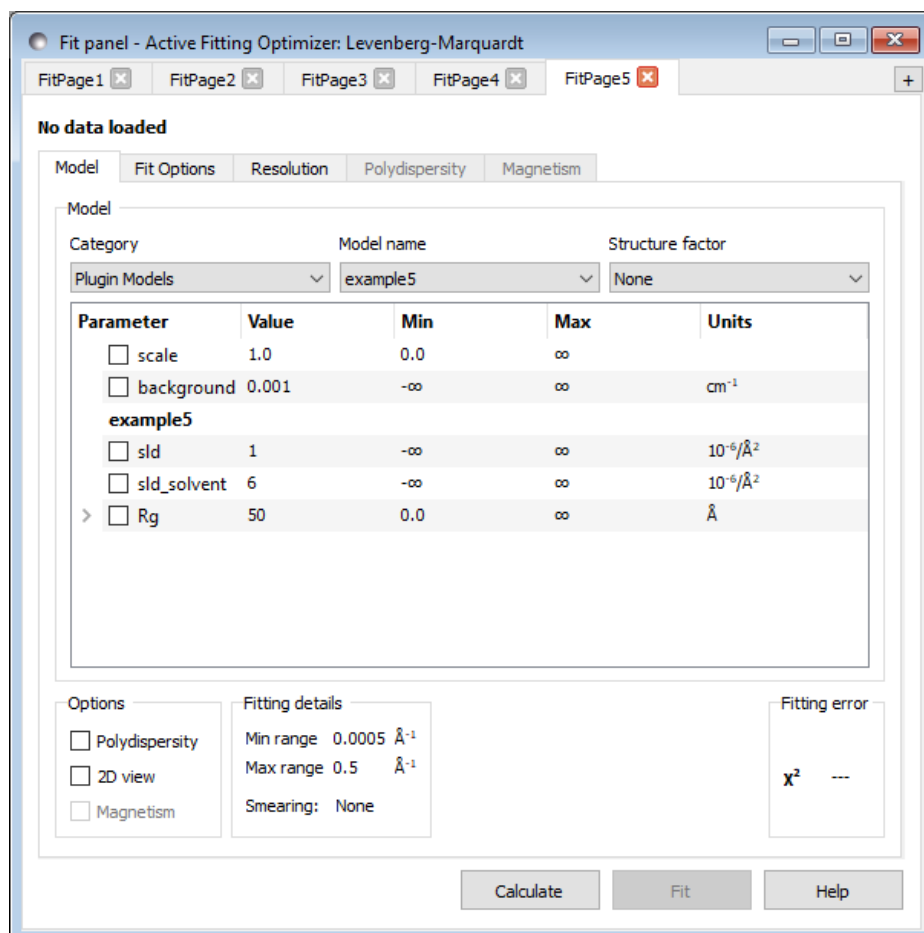 Fit panel - Active Fitting Optimizer: Levenberg-Marquardt
FitPage1 FitPage2 FitPage3 FitPage4 FitPage5 +
No data loaded
Model Fit Options Resolution Polydispersity Magnetism
Model
Category Model name Structure factor
Plugin Models example5 None
Parameter Value Min Max Units
scale 1.0 0.0 ∞
background 0.001 -∞ ∞ cm⁻¹
example5
sld 1 -∞ ∞ 10⁻⁶/Å²
sld_solvent 6 -∞ ∞ 10⁻⁶/Å²
Rg 50 0.0 ∞ Å
Options Fitting details Fitting error
Polydispersity Min range 0.0005 Å⁻¹
2D view Max range 0.5 Å⁻¹
χ² ---
Magnetism Smearing: None
Calculate Fit Help